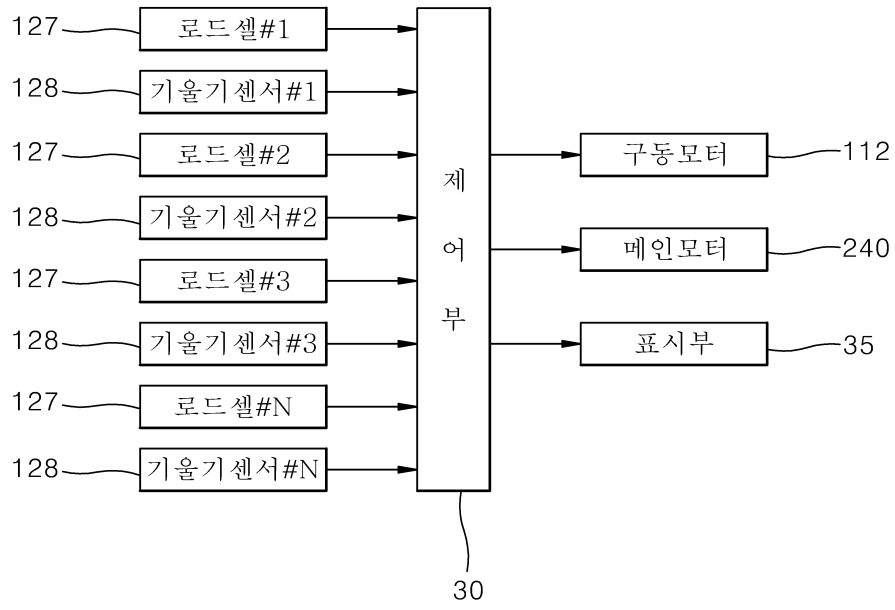 127 로드셀#1
128 기울기센서#1
127 로드셀#2
128 기울기센서#2
127 로드셀#3
128 기울기센서#3
127 로드셀#N
128 기울기센서#N
제
어
부
30
구동모터 112
메인모터 240
표시부 35